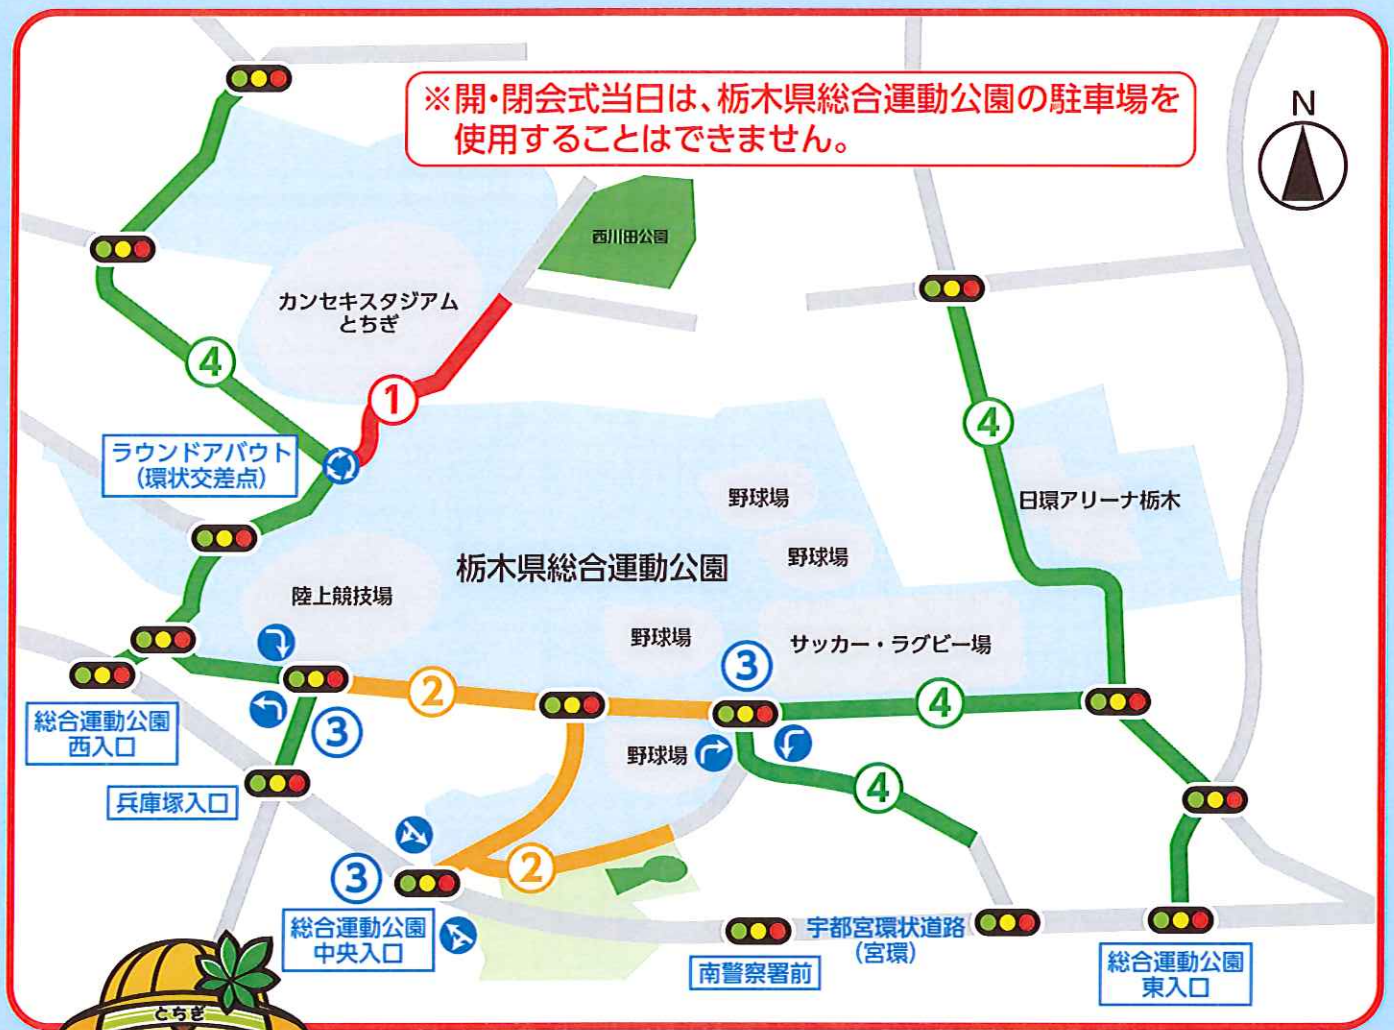 ※開・閉会式当日は、栃木県総合運動公園の駐車場を
使用することはできません。
N
西川田公園
カンセキスタジアム
とちぎ
4
1
4
ラウンドアバウト
(環状交差点)
野球場
日環アリーナ栃木
野球場
栃木県総合運動公園
陸上競技場
野球場
サッカー・ラグビー場
3
2
4
総合運動公園
西入口
3
野球場
4
兵庫塚入口
2
3
総合運動公園
中央入口
宇都宮環状道路
(宮環)
南警察署前
総合運動公園
東入口
とちぎ